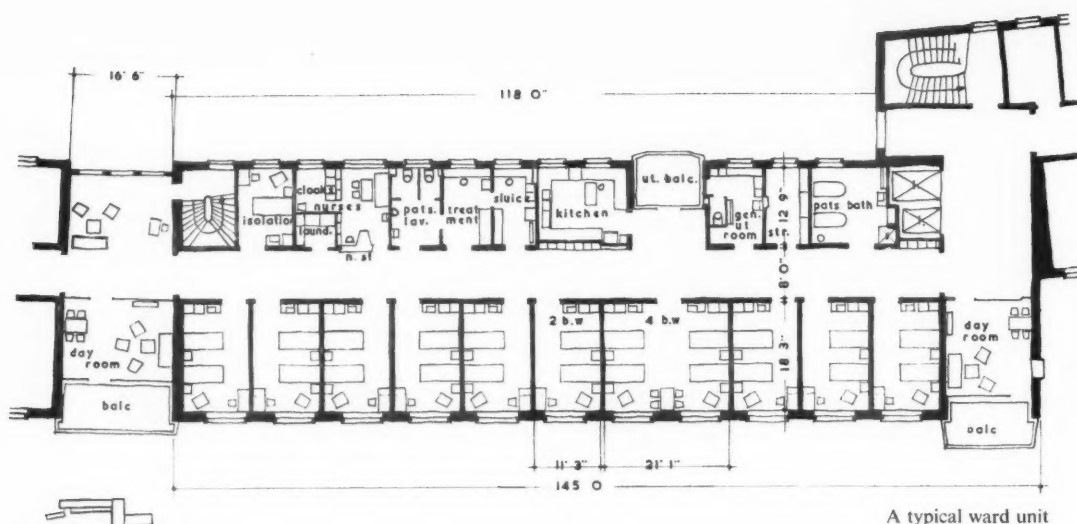 16' 6"
118 0"
isolation
cloaks
nurses
laund.
n. st
pats.
lav.
treat
ment
sluice
kitchen
ut. balc.
gen.
ut
room
str.
12' 9"
pats bath
8' 0"
day
room
balc
2 b.w
4 b.w
18' 3"
day
room
balc
11' 3"
21' 1"
145 0
A typical ward unit